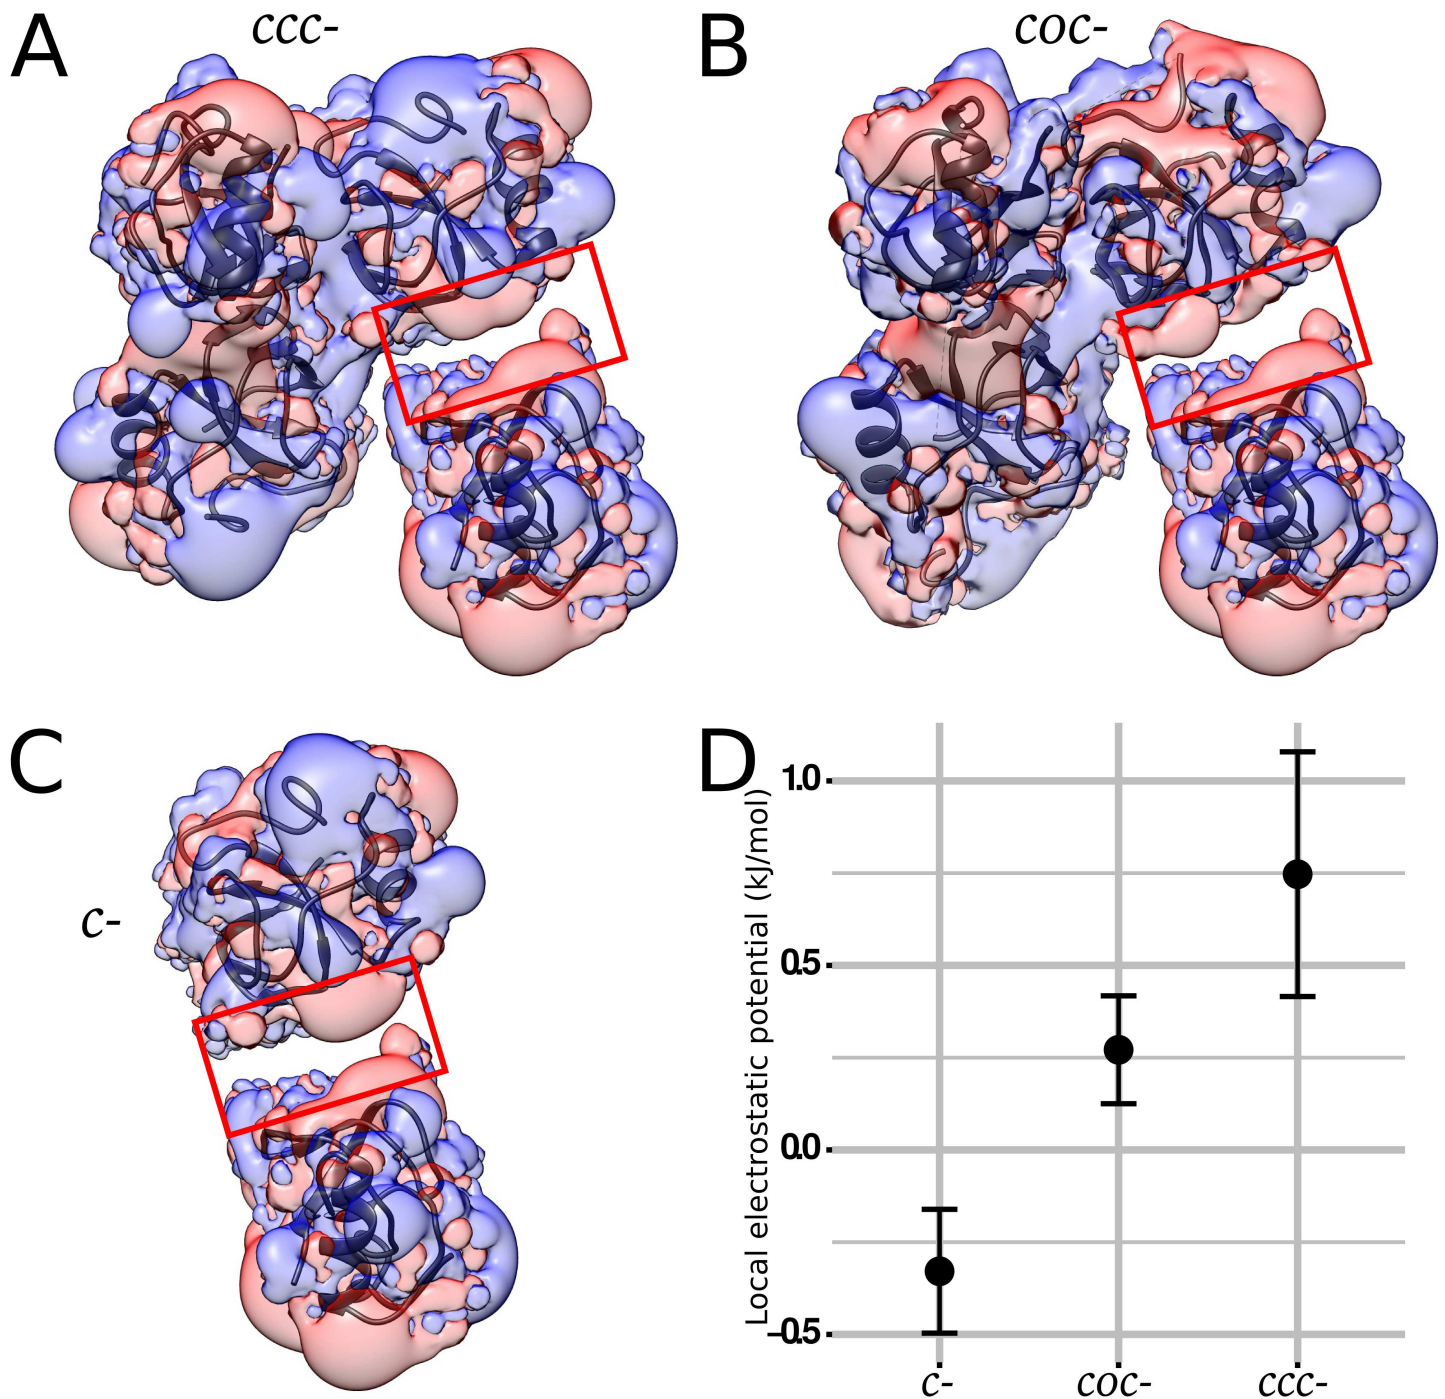 A
ccc-
B
coc-
C
c-
D
Local electrostatic potential (kJ/mol)
1.0
0.5
0.0
-0.5
c-
coc-
ccc-